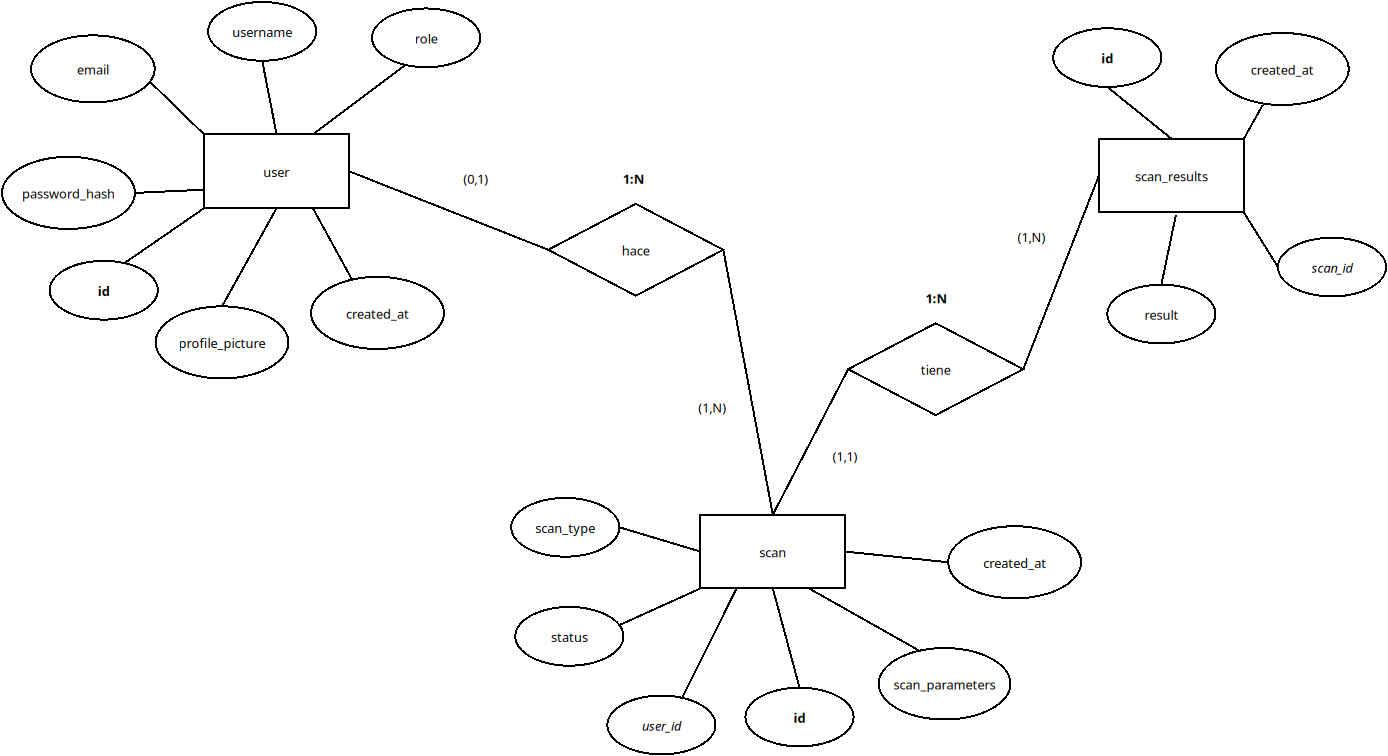 username
role
email
id
created_at
user
scan_results
(0,1)
1:N
password_hash
(1,N)
hace
scan_id
id
1:N
created_at
result
profile_picture
tiene
(1,N)
(1,1)
scan_type
scan
created_at
status
scan_parameters
user_id
id